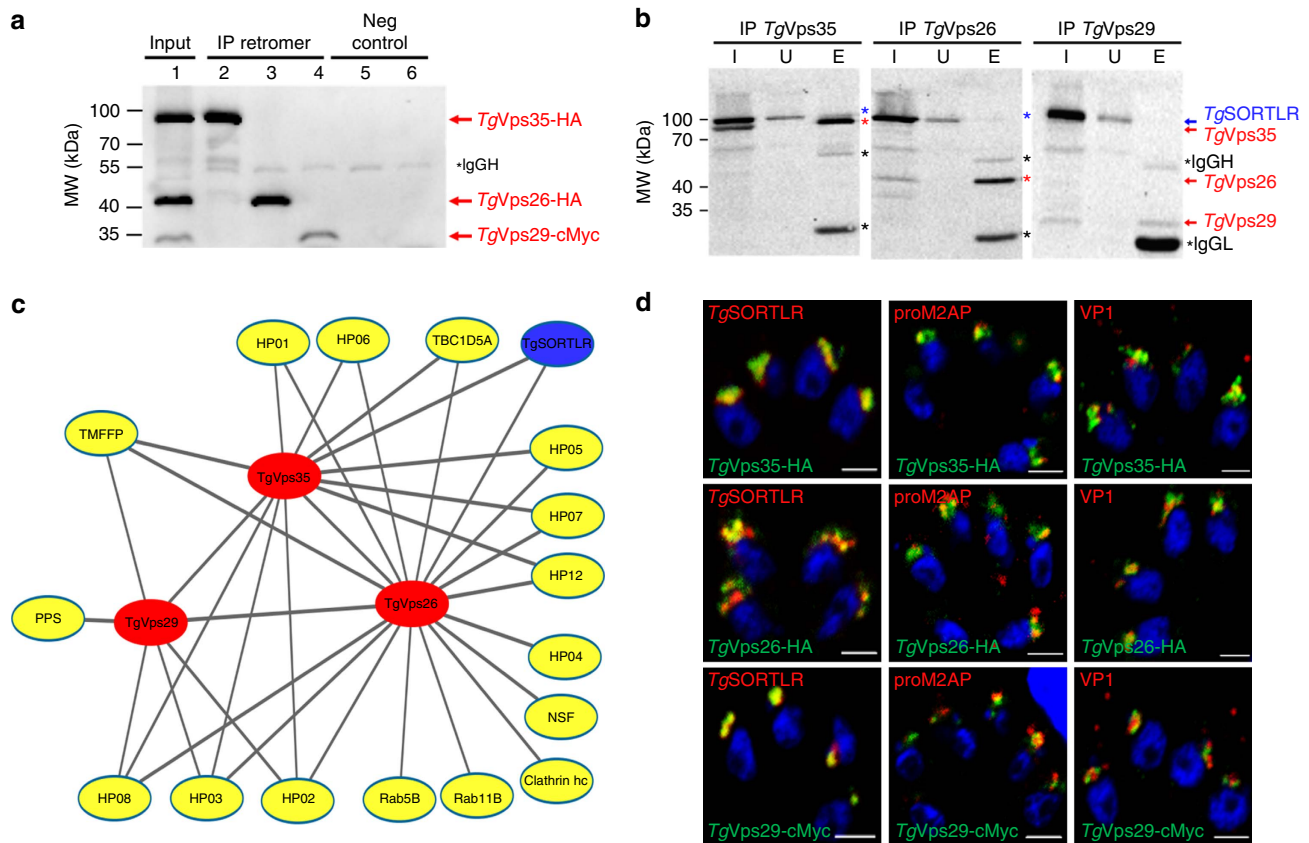 a
Input
IP retromer
Neg
control
1 2 3 4 5 6
MW (kDa)
100
70
55
40
35
TgVps35-HA
*IgGH
TgVps26-HA
TgVps29-cMyc
b
IP TgVps35
IP TgVps26
IP TgVps29
I U E I U E I U E
MW (kDa)
100
70
40
35
*
*
*
*
*
*
*
*
TgSORTLR
TgVps35
*IgGH
TgVps26
TgVps29
*IgGL
c
HP01
HP06
TBC1D5A
TgSORTLR
TMFFP
HP05
TgVps35
HP07
HP12
TgVps26
PPS
TgVps29
HP04
NSF
Clathrin hc
HP08
HP03
HP02
Rab5B
Rab11B
d
TgSORTLR
proM2AP
VP1
TgVps35-HA
TgVps35-HA
TgVps35-HA
TgSORTLR
proM2AP
VP1
TgVps26-HA
TgVps26-HA
TgVps26-HA
TgSORTLR
proM2AP
VP1
TgVps29-cMyc
TgVps29-cMyc
TgVps29-cMyc